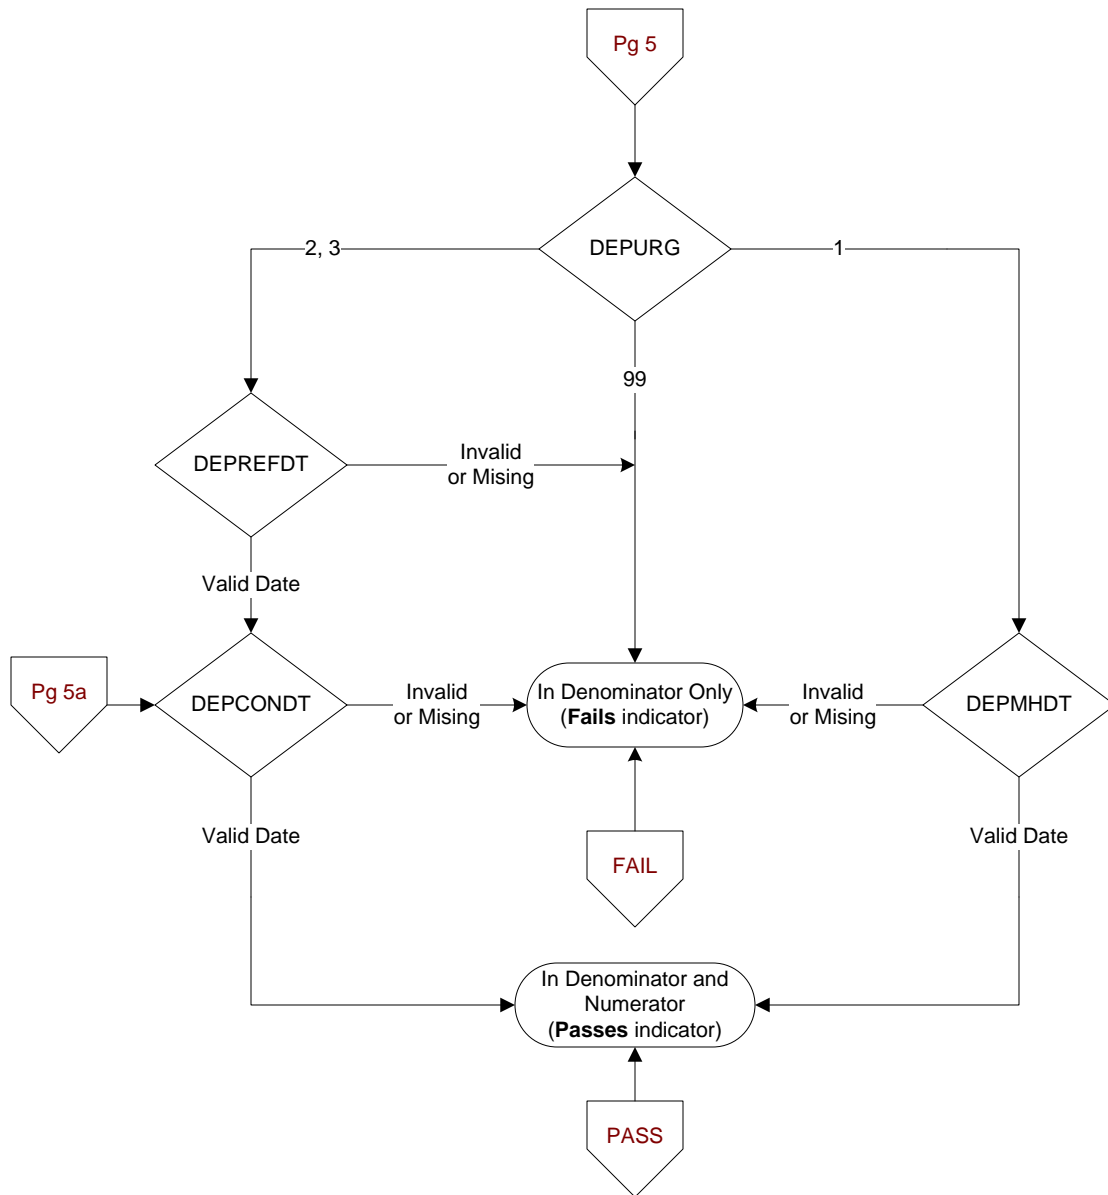 Pg 5
2, 3
DEPURG
1
99
DEPREFDT
Invalid
or Mising
Valid Date
Pg 5a
DEPCONDT
Invalid
or Mising
In Denominator Only
(Fails indicator)
Invalid
or Mising
DEPMHDT
Valid Date
Valid Date
FAIL
In Denominator and
Numerator
(Passes indicator)
PASS